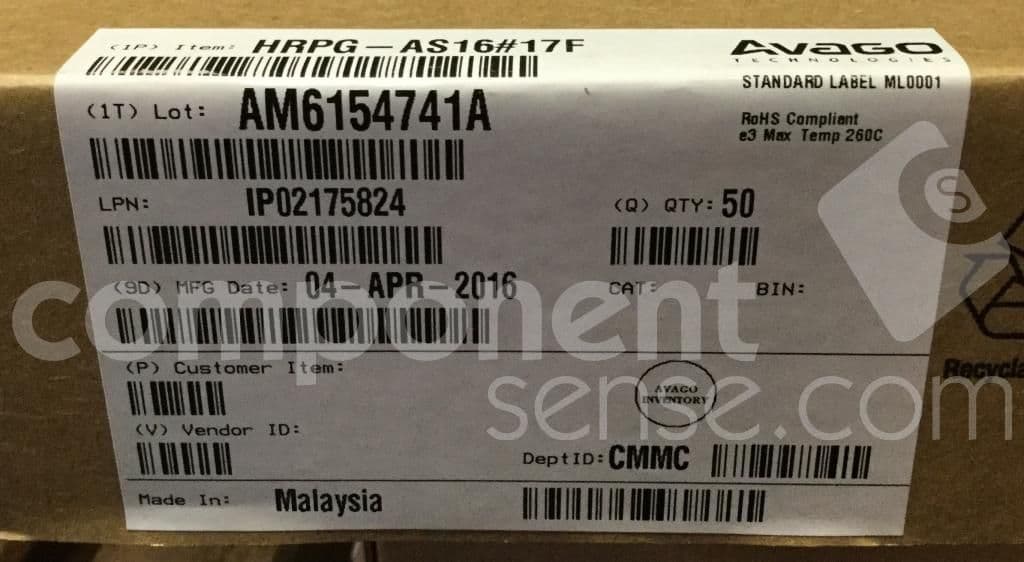 (1P) Item: HRPG-AS16#17F
AVAGO
TECHNOLOGIES
STANDARD LABEL ML0001
(1T) Lot: AM6154741A
RoHS Compliant
e3 Max Temp 260C
LPN: IP02175824
(Q) QTY: 50
(9D) MFG Date: 04-APR-2016
CAT: BIN:
component
sense.com
(P) Customer Item:
AVAGO
INVENTORY
(V) Vendor ID:
DeptID: CMMC
Made In: Malaysia